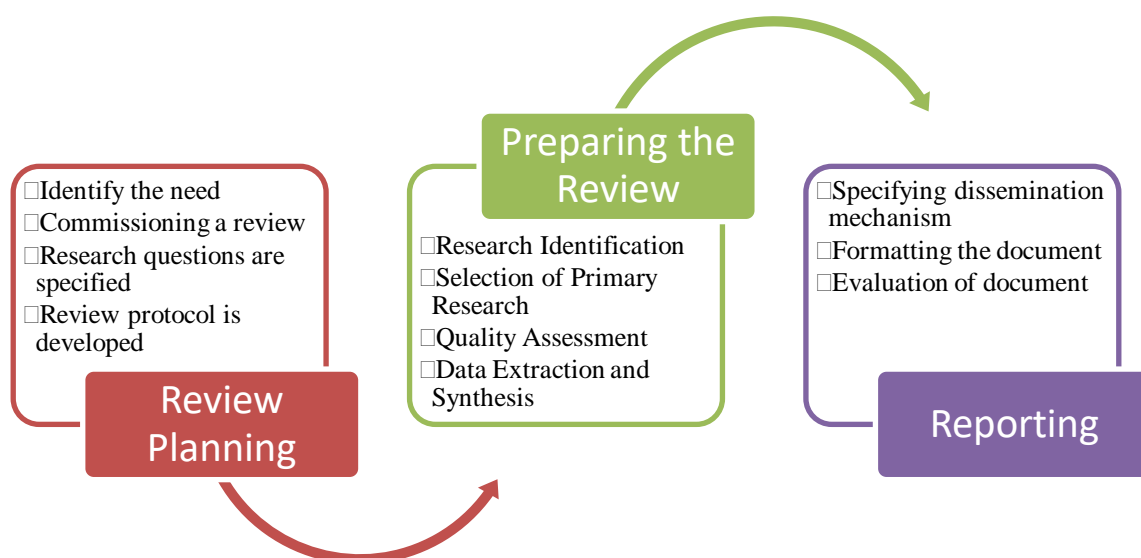 □Identify the need
□Commissioning a review
□Research questions are
specified
□Review protocol is
developed
Review
Planning
Preparing the
Review
□Research Identification
□Selection of Primary
Research
□Quality Assessment
□Data Extraction and
Synthesis
□Specifying dissemination
mechanism
□Formatting the document
□Evaluation of document
Reporting